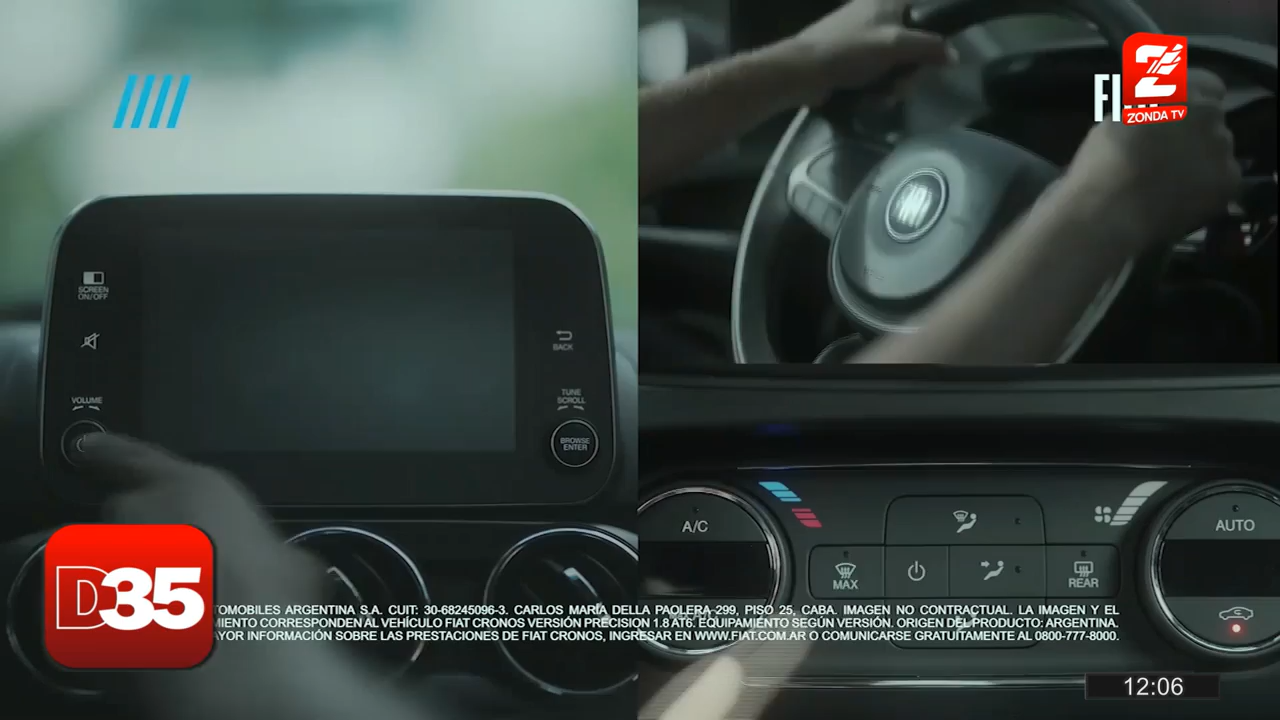 ZONDA TV
SCREEN
ON/OFF
BACK
VOLUME
TUNE
SCROLL
BROWSE
ENTER
A/C
AUTO
MAX
REAR
D35
ARGENTINA S.A. CUIT: 30-68245096-3. CARLOS MARÍA DELLA PAOLERA 299, PISO 25, CABA. IMAGEN NO CONTRACTUAL. LA IMAGEN Y EL
CORRESPONDEN AL VEHÍCULO FIAT CRONOS VERSIÓN PRECISION 1.8 AT6. EQUIPAMIENTO SEGÚN VERSIÓN. ORIGEN DEL PRODUCTO: ARGENTINA.
INFORMACIÓN SOBRE LAS PRESTACIONES DE FIAT CRONOS, INGRESAR EN WWW.FIAT.COM.AR O COMUNICARSE GRATUITAMENTE AL 0800-777-8000.
12:06